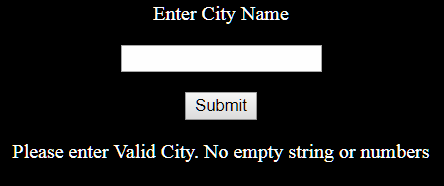 Enter City Name
Submit
Please enter Valid City. No empty string or numbers